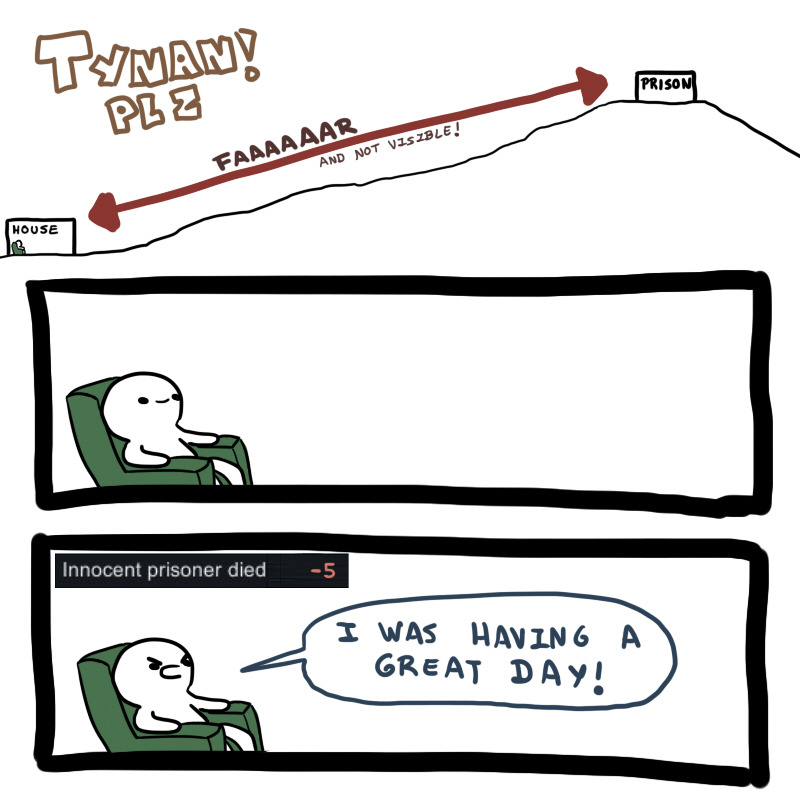 TYNAN!
PLZ
PRISON
FAAAAAAR
AND NOT VISIBLE!
HOUSE
Innocent prisoner died -5
I WAS HAVING A
GREAT DAY!